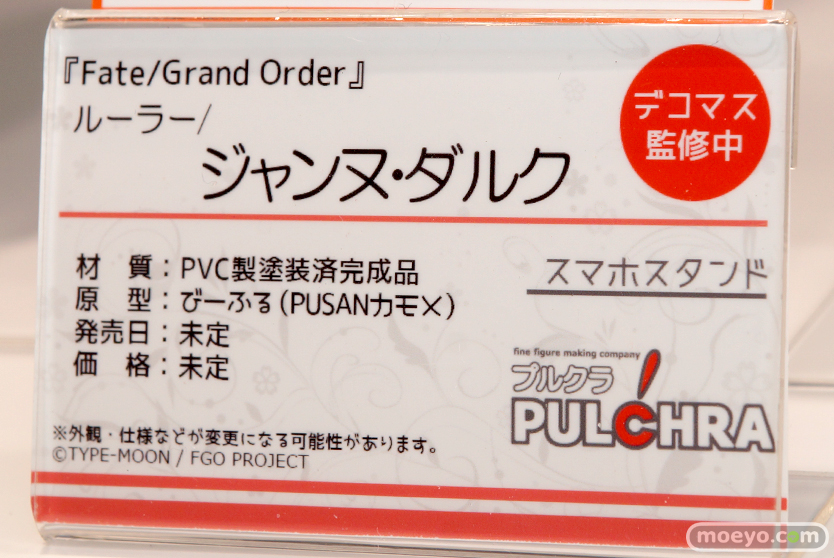 『Fate/Grand Order』
ルーラー/
ジャンヌ・ダルク
デコマス
監修中
材　質：PVC製塗装済完成品
原　型：びーふる(PUSANカモメ)
発売日：未定
価　格：未定
スマホスタンド
fine figure making company
プルクラ
PULCHRA
※外観・仕様などが変更になる可能性があります。
©TYPE-MOON / FGO PROJECT
moeyo.com